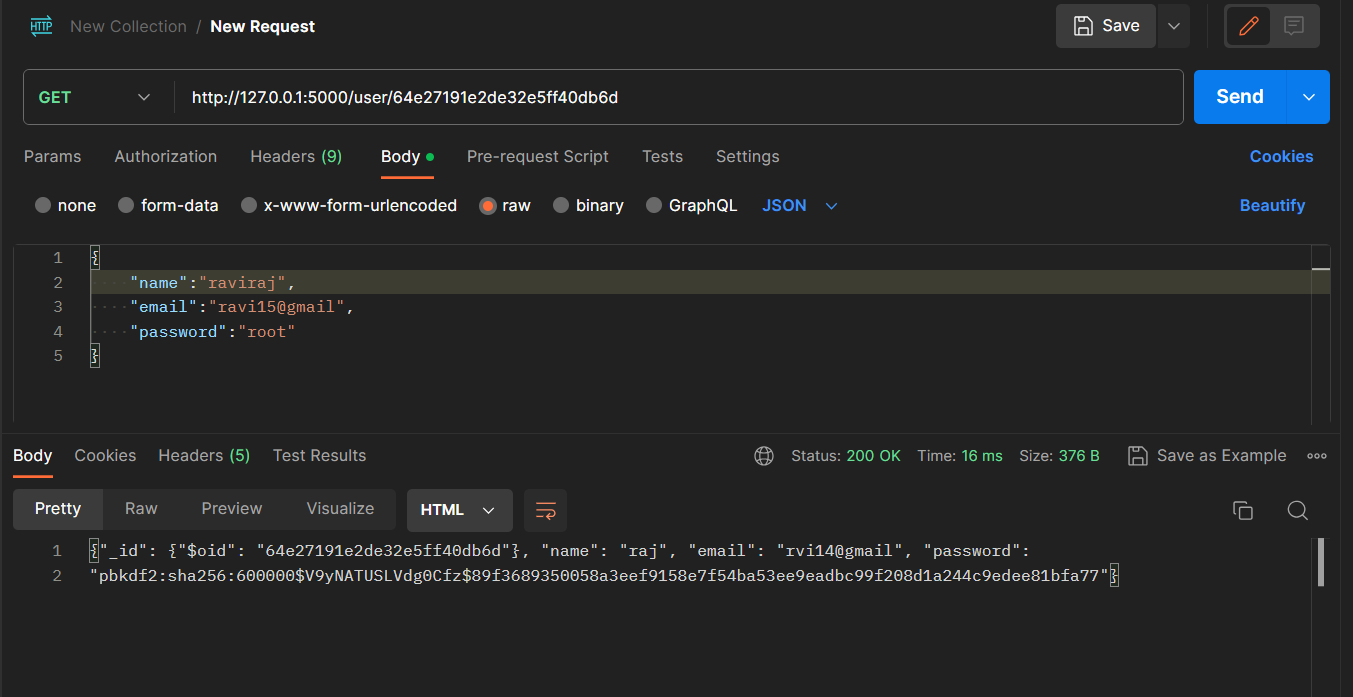 HTTP New Collection / New Request Save
GET http://127.0.0.1:5000/user/64e27191e2de32e5ff40db6d Send
Params Authorization Headers (9) Body Pre-request Script Tests Settings Cookies
none form-data x-www-form-urlencoded raw binary GraphQL JSON Beautify
1 {
2 "name":"raviraj",
3 "email":"ravi15@gmail",
4 "password":"root"
5 }
Body Cookies Headers (5) Test Results Status: 200 OK Time: 16 ms Size: 376 B Save as Example
Pretty Raw Preview Visualize HTML
1 {"_id": {"$oid": "64e27191e2de32e5ff40db6d"}, "name": "raj", "email": "rvi14@gmail", "password":
2 "pbkdf2:sha256:600000$V9yNATUSLVdg0Cfz$89f3689350058a3eef9158e7f54ba53ee9eadbc99f208d1a244c9edee81bfa77"}